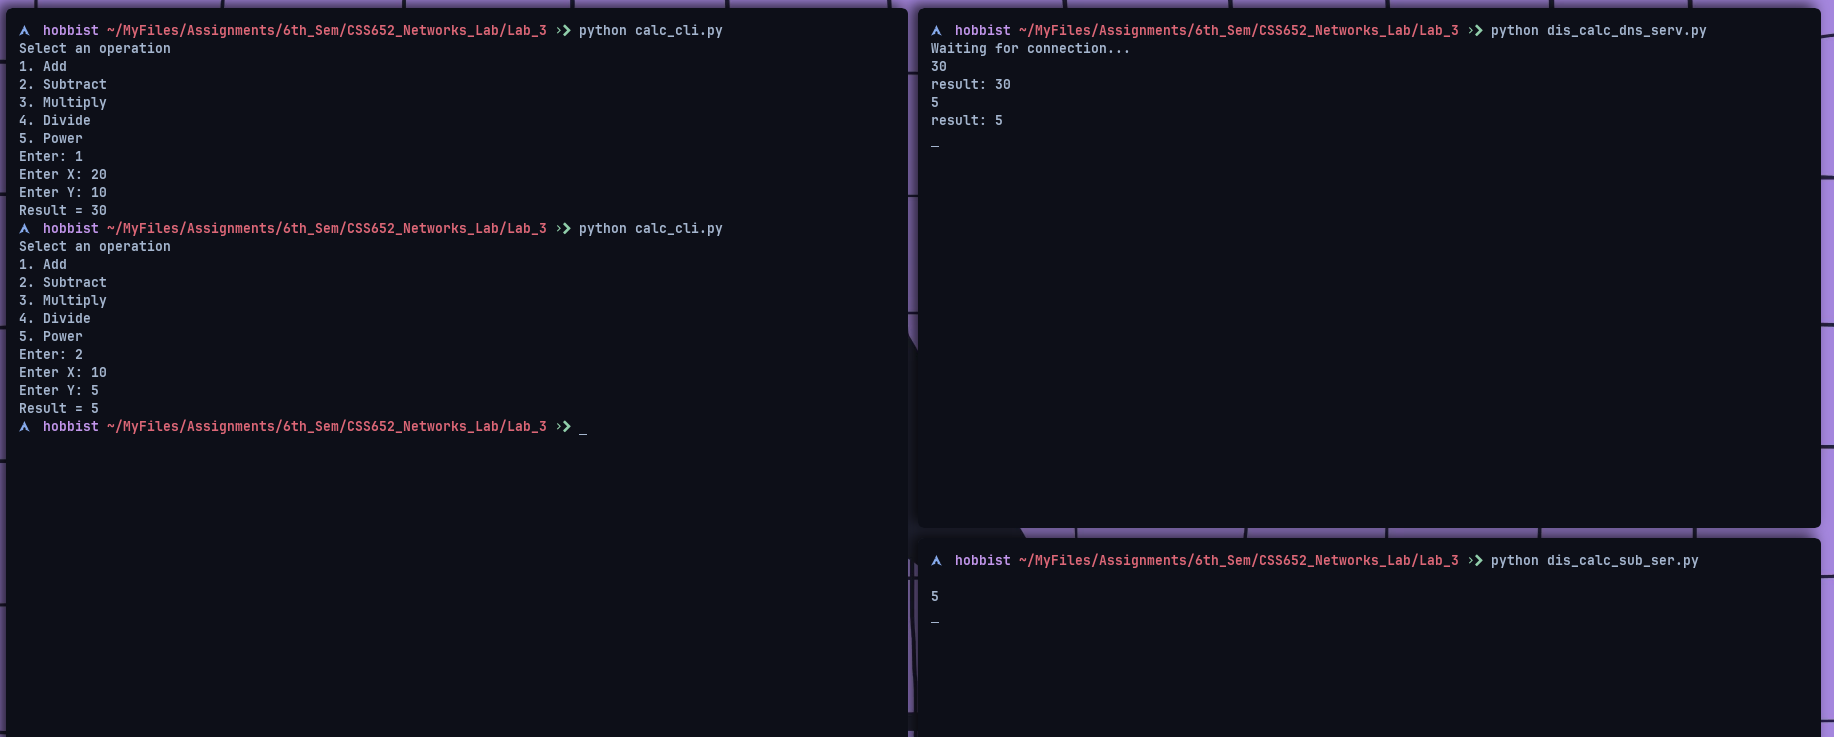 hobbist ~/MyFiles/Assignments/6th_Sem/CSS652_Networks_Lab/Lab_3 ›❯ python calc_cli.py
Select an operation
1. Add
2. Subtract
3. Multiply
4. Divide
5. Power
Enter: 1
Enter X: 20
Enter Y: 10
Result = 30
hobbist ~/MyFiles/Assignments/6th_Sem/CSS652_Networks_Lab/Lab_3 ›❯ python calc_cli.py
Select an operation
1. Add
2. Subtract
3. Multiply
4. Divide
5. Power
Enter: 2
Enter X: 10
Enter Y: 5
Result = 5
hobbist ~/MyFiles/Assignments/6th_Sem/CSS652_Networks_Lab/Lab_3 ›❯ _
hobbist ~/MyFiles/Assignments/6th_Sem/CSS652_Networks_Lab/Lab_3 ›❯ python dis_calc_dns_serv.py
Waiting for connection...
30
result: 30
5
result: 5
_
hobbist ~/MyFiles/Assignments/6th_Sem/CSS652_Networks_Lab/Lab_3 ›❯ python dis_calc_sub_ser.py
5
_